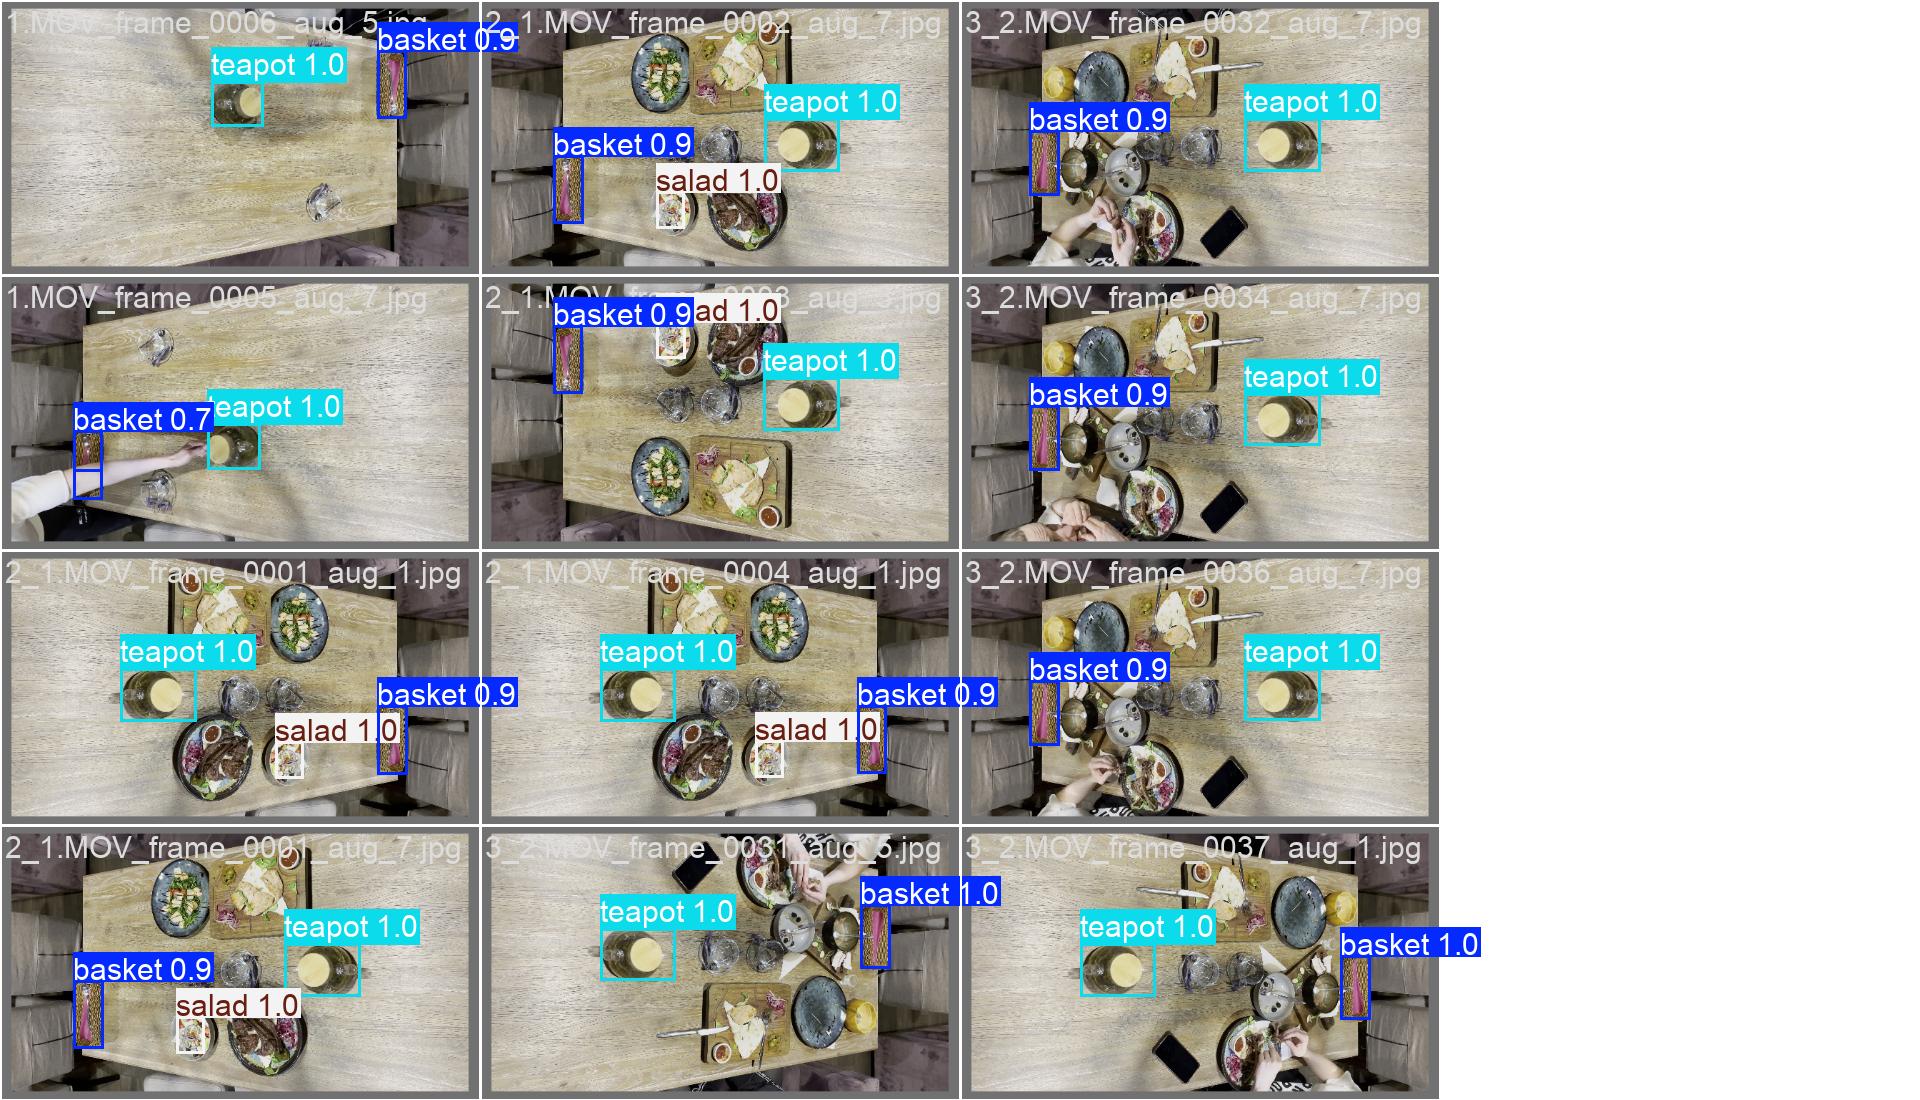 1.MOV_frame_0006_aug_5.jpg
basket 0.9
teapot 1.0
2_1.MOV_frame_0002_aug_7.jpg
teapot 1.0
basket 0.9
salad 1.0
3_2.MOV_frame_0032_aug_7.jpg
teapot 1.0
basket 0.9
1.MOV_frame_0005_aug_7.jpg
teapot 1.0
basket 0.7
2_1.MOV_frame_0003_aug_7.jpg
basket 0.9
ad 1.0
teapot 1.0
3_2.MOV_frame_0034_aug_7.jpg
teapot 1.0
basket 0.9
2_1.MOV_frame_0001_aug_1.jpg
teapot 1.0
basket 0.9
salad 1.0
2_1.MOV_frame_0004_aug_1.jpg
teapot 1.0
basket 0.9
salad 1.0
3_2.MOV_frame_0036_aug_7.jpg
teapot 1.0
basket 0.9
2_1.MOV_frame_0001_aug_7.jpg
teapot 1.0
basket 0.9
salad 1.0
3_2.MOV_frame_0031_aug_5.jpg
basket 1.0
teapot 1.0
3_2.MOV_frame_0037_aug_1.jpg
teapot 1.0
basket 1.0